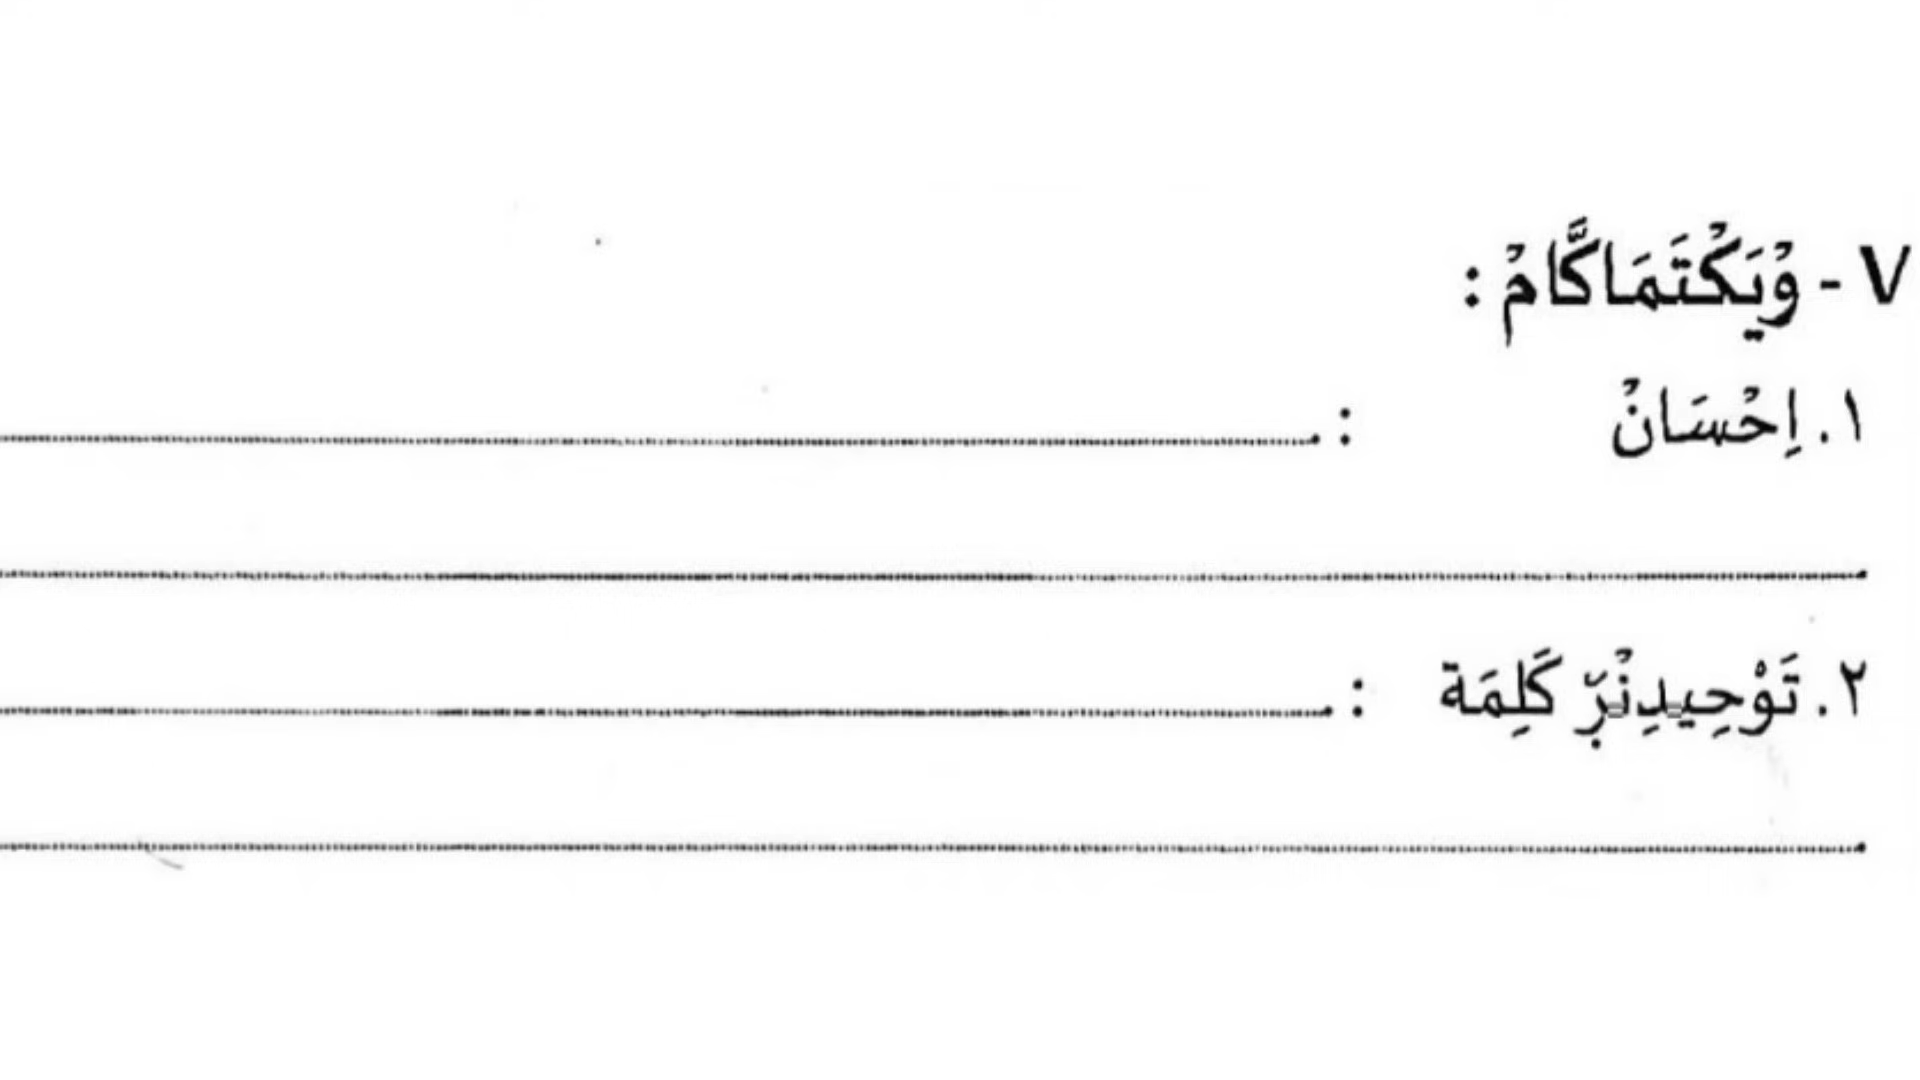 ٧ - وْيَكْتَمَاكَّامْ :
١. اِحْسَانْ :
٢. تَوْحِيدِنْرٜ كَلِمَة :